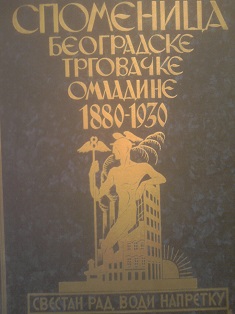 СПОМЕНИЦА
БЕОГРАДСКЕ
ТРГОВАЧКЕ
ОМЛАДИНЕ
1880-1930
СВЕСТАН РАД ВОДИ НАПРЕТКУ